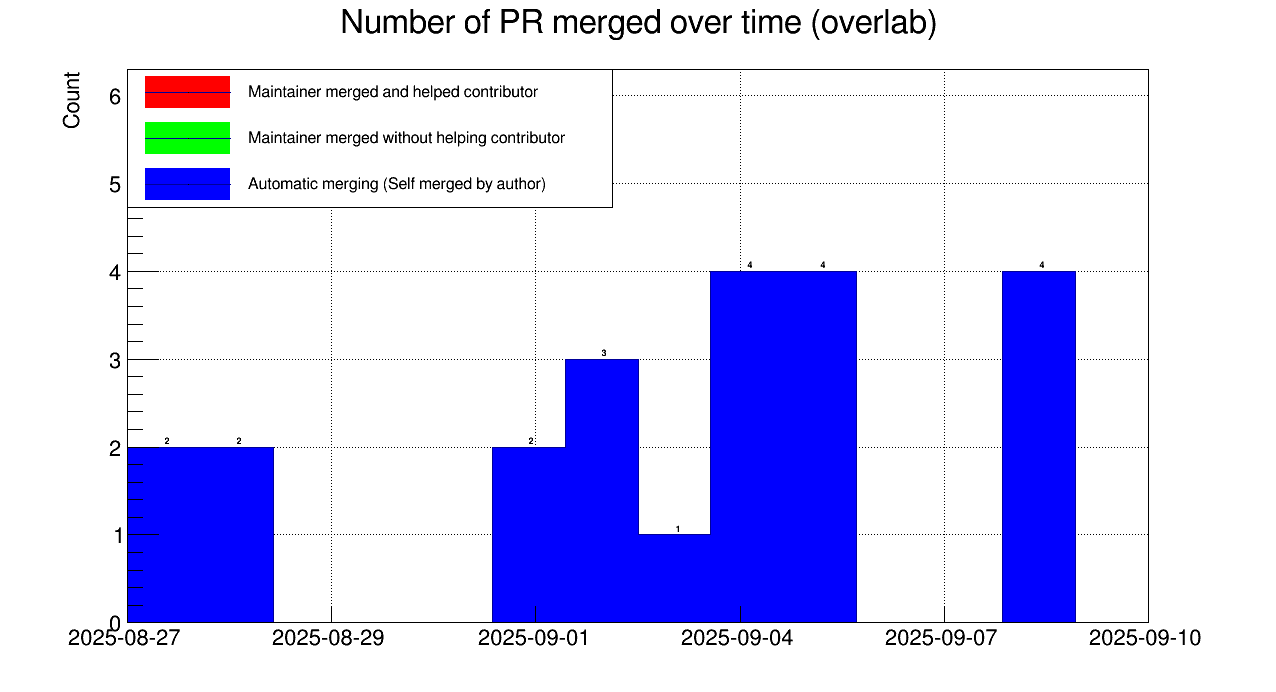 Number of PR merged over time (overlab)
Count
Maintainer merged and helped contributor
Maintainer merged without helping contributor
Automatic merging (Self merged by author)
6
5
4
3
2
1
0
2 2 2 3 1 4 4 4
2025-08-27 2025-08-29 2025-09-01 2025-09-04 2025-09-07 2025-09-10